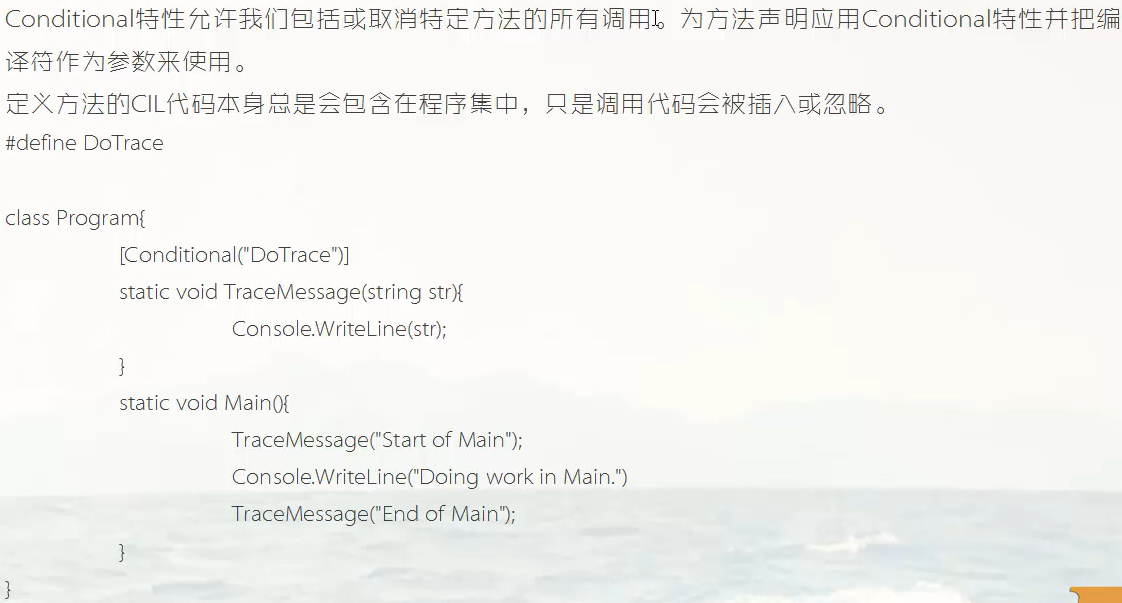 Conditional特性允许我们包括或取消特定方法的所有调用。为方法声明应用Conditional特性并把编
译符作为参数来使用。
定义方法的CIL代码本身总是会包含在程序集中，只是调用代码会被插入或忽略。
#define DoTrace
class Program{
[Conditional("DoTrace")]
static void TraceMessage(string str){
Console.WriteLine(str);
}
static void Main(){
TraceMessage("Start of Main");
Console.WriteLine("Doing work in Main.")
TraceMessage("End of Main");
}
}